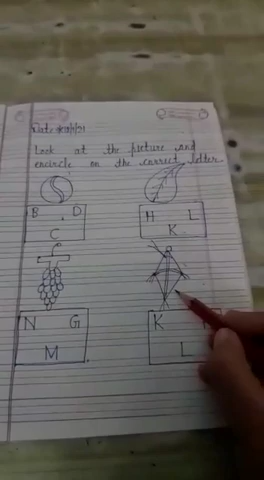 Date
Look at the picture and
encircle on the correct letter.
B D
C
H L
K
N G
M
K
L